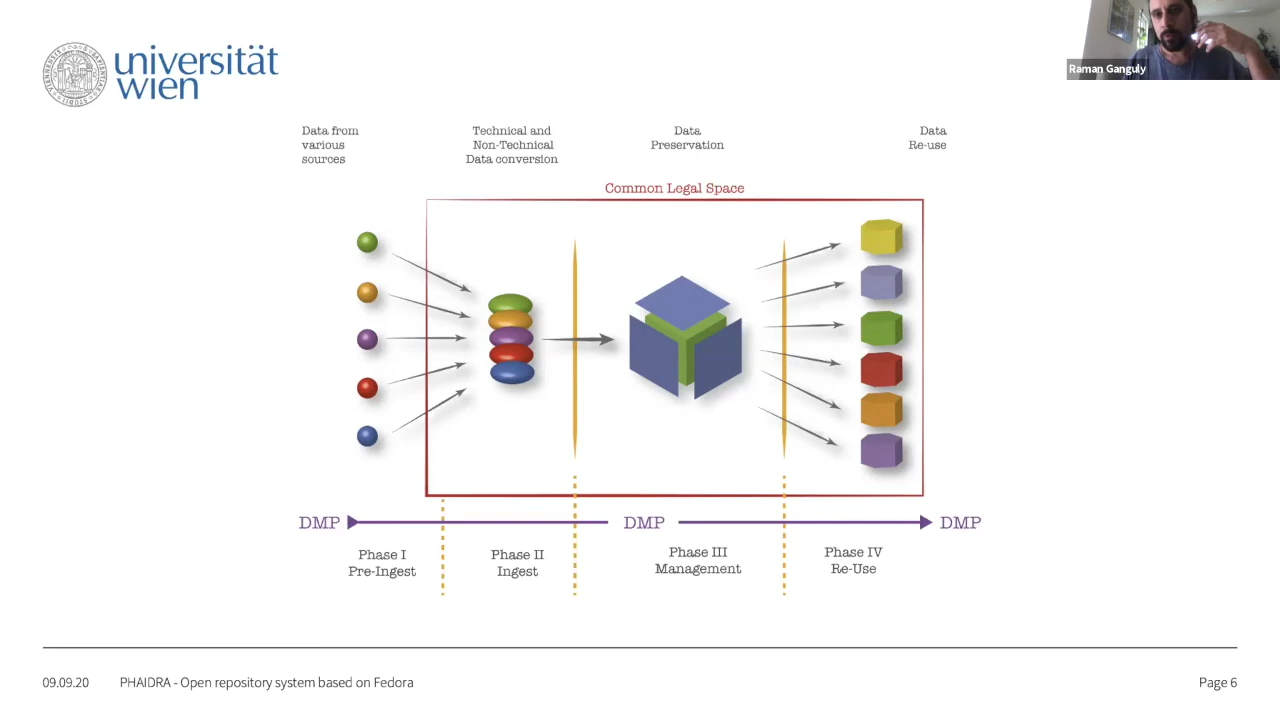 universität
wien
Raman Ganguly
Data from
various
sources
Technical and
Non-Technical
Data conversion
Data
Preservation
Data
Re-use
Common Legal Space
DMP
DMP
DMP
Phase I
Pre-Ingest
Phase II
Ingest
Phase III
Management
Phase IV
Re-Use
09.09.20
PHAIDRA - Open repository system based on Fedora
Page 6